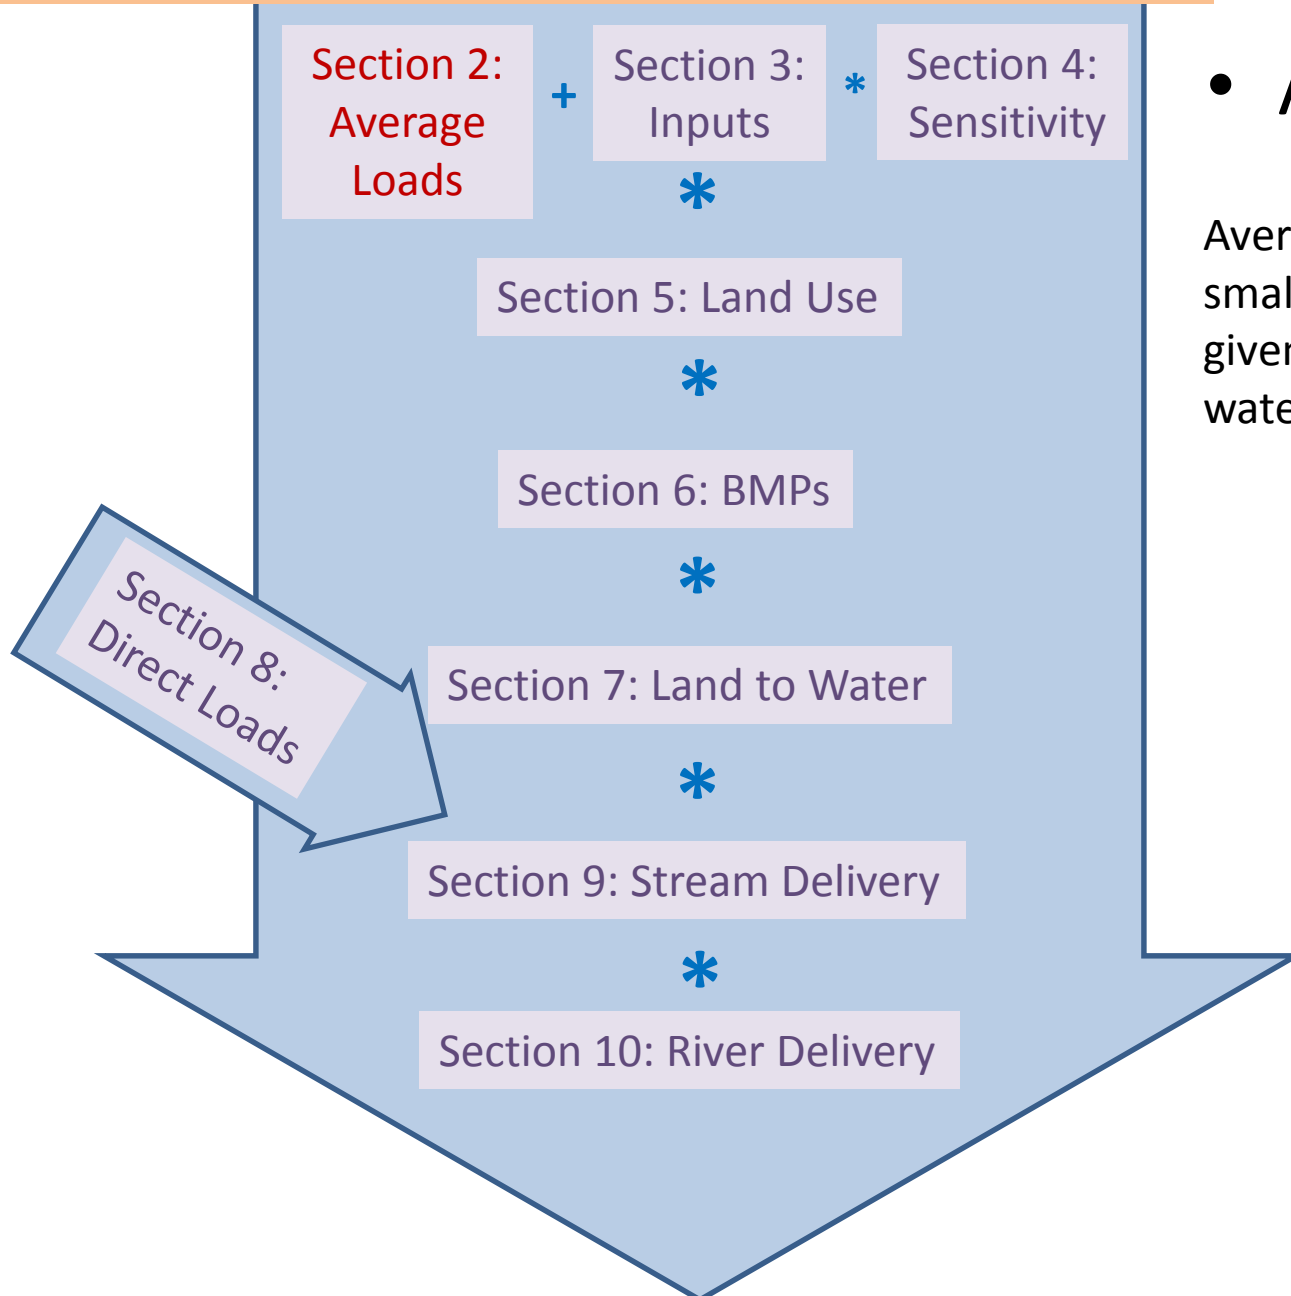 Section 2:
Average
Loads
+
Section 3:
Inputs
*
Section 4:
Sensitivity
*
Section 5: Land Use
*
Section 6: BMPs
*
Section 8:
Direct Loads
Section 7: Land to Water
*
Section 9: Stream Delivery
*
Section 10: River Delivery
•